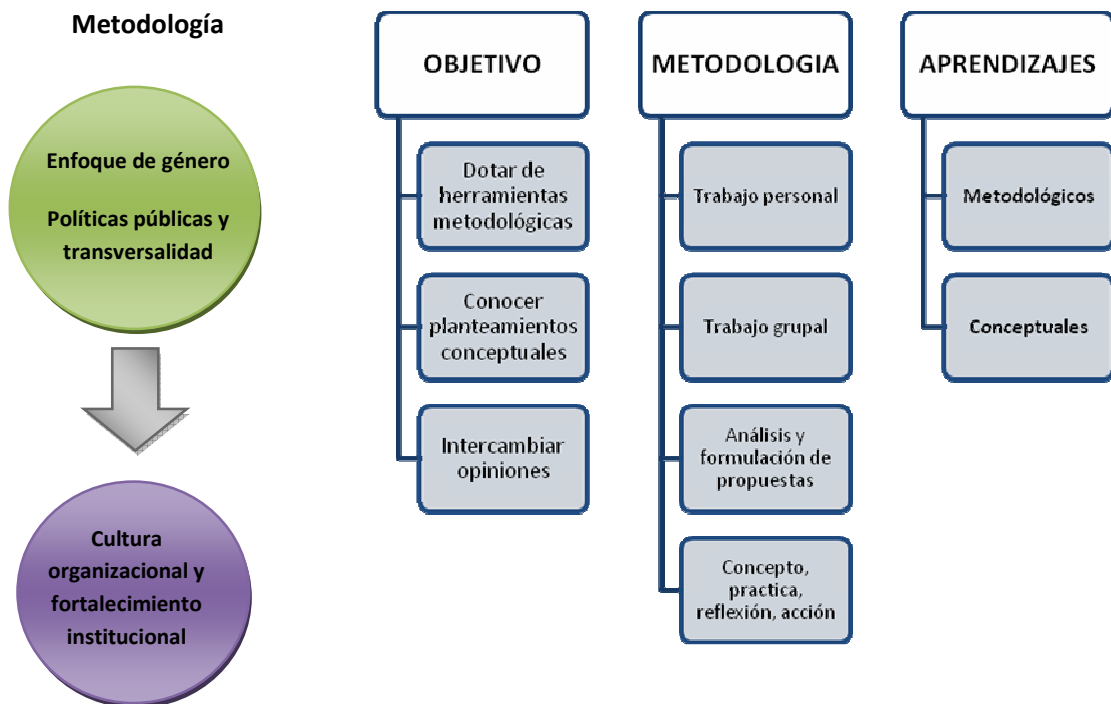 Metodología
Enfoque de género
Políticas públicas y
transversalidad
Cultura
organizacional y
fortalecimiento
institucional
OBJETIVO
Dotar de
herramientas
metodológicas
Conocer
planteamientos
conceptuales
Intercambiar
opiniones
METODOLOGIA
Trabajo personal
Trabajo grupal
Análisis y
formulación de
propuestas
Concepto,
practica,
reflexión, acción
APRENDIZAJES
Metodológicos
Conceptuales